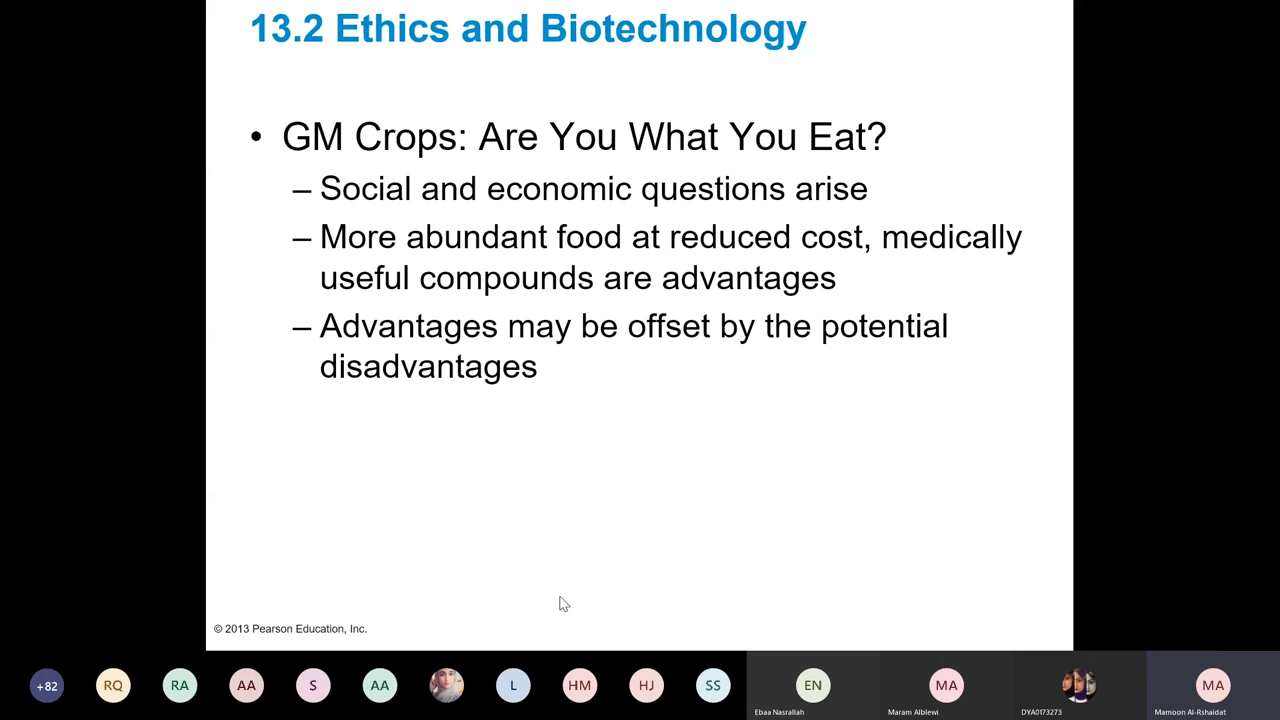 13.2 Ethics and Biotechnology
• GM Crops: Are You What You Eat?
– Social and economic questions arise
– More abundant food at reduced cost, medically
useful compounds are advantages
– Advantages may be offset by the potential
disadvantages
© 2013 Pearson Education, Inc.
+82 RQ RA AA S AA L HM HJ SS EN MA MA
Ebaa Nasrallah Maram Alblewi DYA0173273 Mamoon Al-Rshaidat